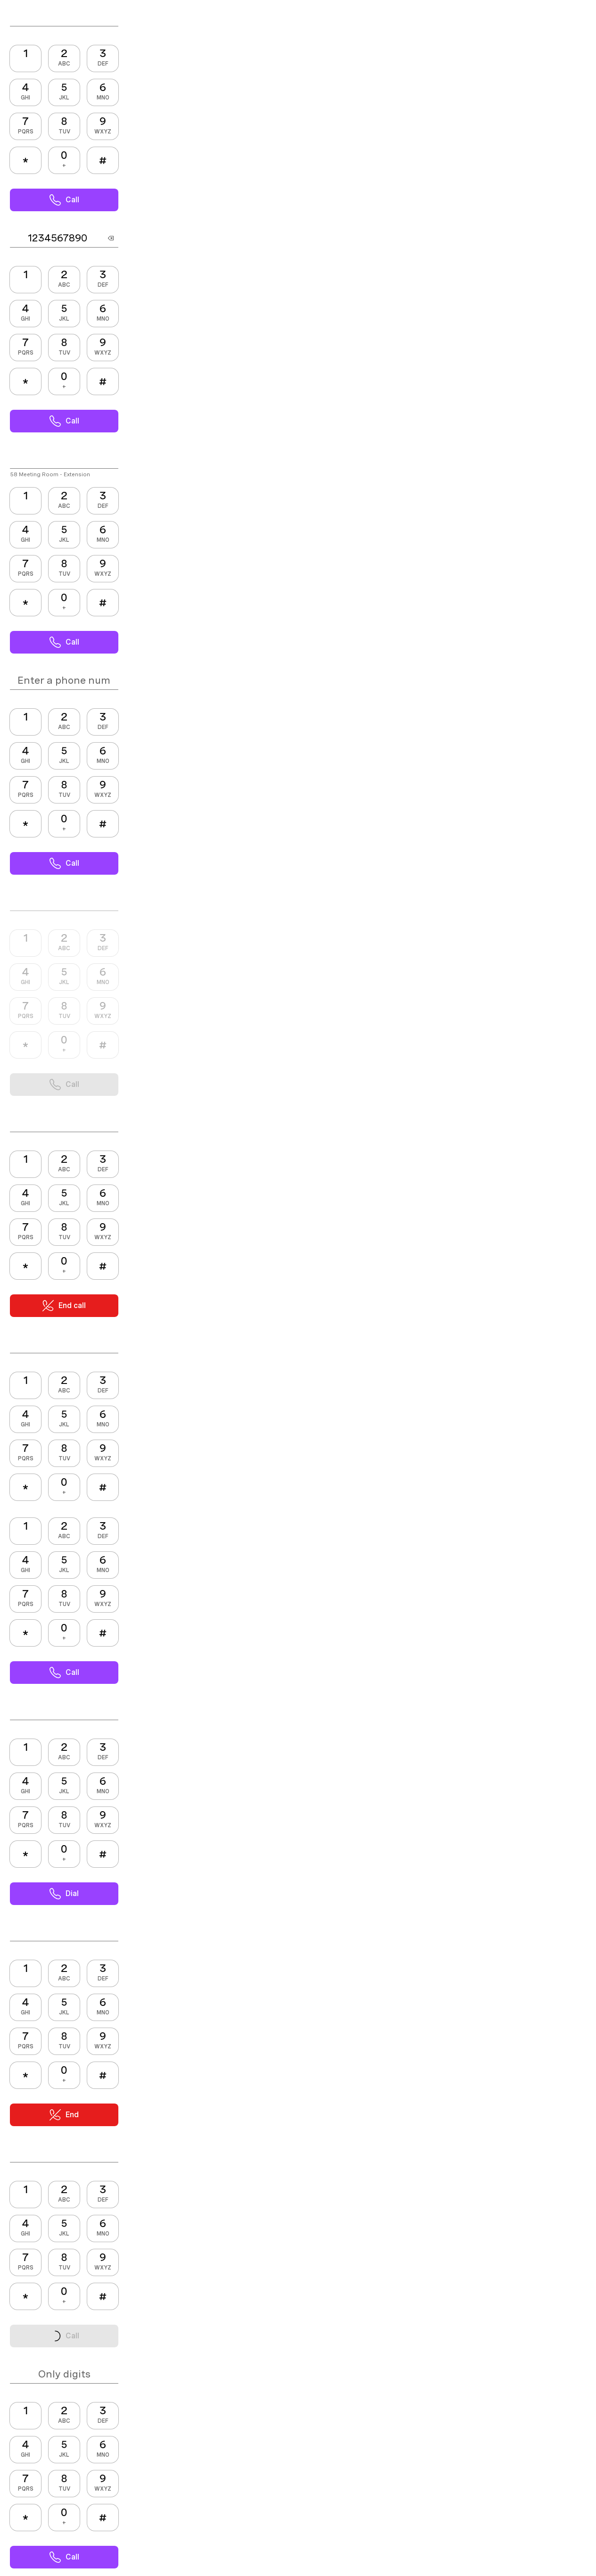 1 2 3
ABC DEF
4 5 6
GHI JKL MNO
7 8 9
PQRS TUV WXYZ
* 0 #
+
Call
1234567890
1 2 3
ABC DEF
4 5 6
GHI JKL MNO
7 8 9
PQRS TUV WXYZ
* 0 #
+
Call
SB Meeting Room - Extension
1 2 3
ABC DEF
4 5 6
GHI JKL MNO
7 8 9
PQRS TUV WXYZ
* 0 #
+
Call
Enter a phone num
1 2 3
ABC DEF
4 5 6
GHI JKL MNO
7 8 9
PQRS TUV WXYZ
* 0 #
+
Call
1 2 3
ABC DEF
4 5 6
GHI JKL MNO
7 8 9
PQRS TUV WXYZ
* 0 #
+
Call
1 2 3
ABC DEF
4 5 6
GHI JKL MNO
7 8 9
PQRS TUV WXYZ
* 0 #
+
End call
1 2 3
ABC DEF
4 5 6
GHI JKL MNO
7 8 9
PQRS TUV WXYZ
* 0 #
+
1 2 3
ABC DEF
4 5 6
GHI JKL MNO
7 8 9
PQRS TUV WXYZ
* 0 #
+
Call
1 2 3
ABC DEF
4 5 6
GHI JKL MNO
7 8 9
PQRS TUV WXYZ
* 0 #
+
Dial
1 2 3
ABC DEF
4 5 6
GHI JKL MNO
7 8 9
PQRS TUV WXYZ
* 0 #
+
End
1 2 3
ABC DEF
4 5 6
GHI JKL MNO
7 8 9
PQRS TUV WXYZ
* 0 #
+
Call
Only digits
1 2 3
ABC DEF
4 5 6
GHI JKL MNO
7 8 9
PQRS TUV WXYZ
* 0 #
+
Call